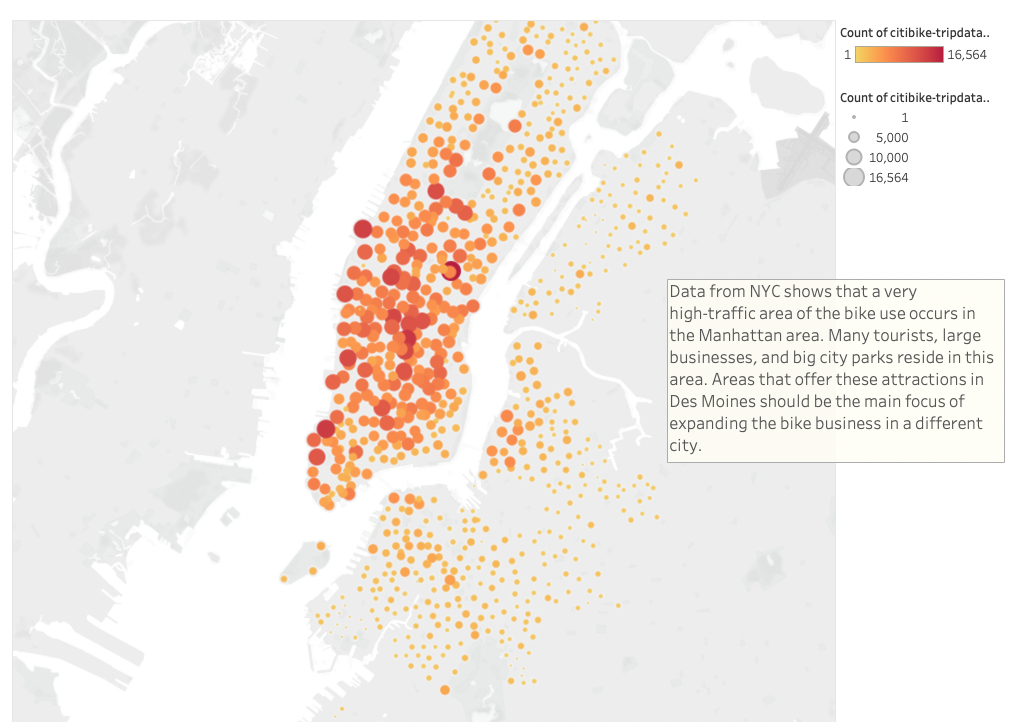 Count of citibike-tripdata..
1 16,564
Count of citibike-tripdata..
1
5,000
10,000
16,564
Data from NYC shows that a very
high-traffic area of the bike use occurs in
the Manhattan area. Many tourists, large
businesses, and big city parks reside in this
area. Areas that offer these attractions in
Des Moines should be the main focus of
expanding the bike business in a different
city.